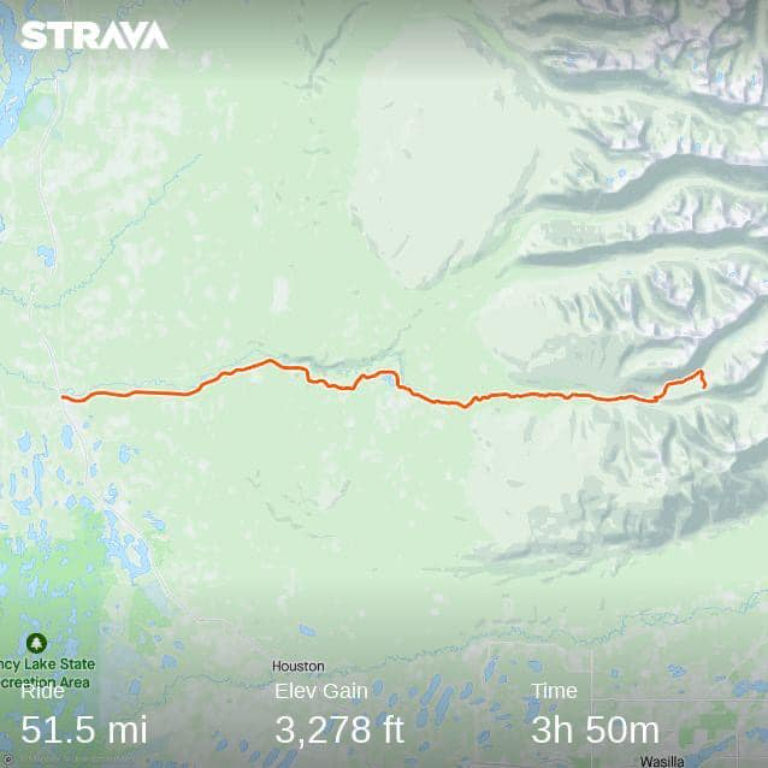 STRAVA
ncy Lake State
creation Area
Houston
Ride
Elev Gain
Time
51.5 mi
3,278 ft
3h 50m
Wasilla